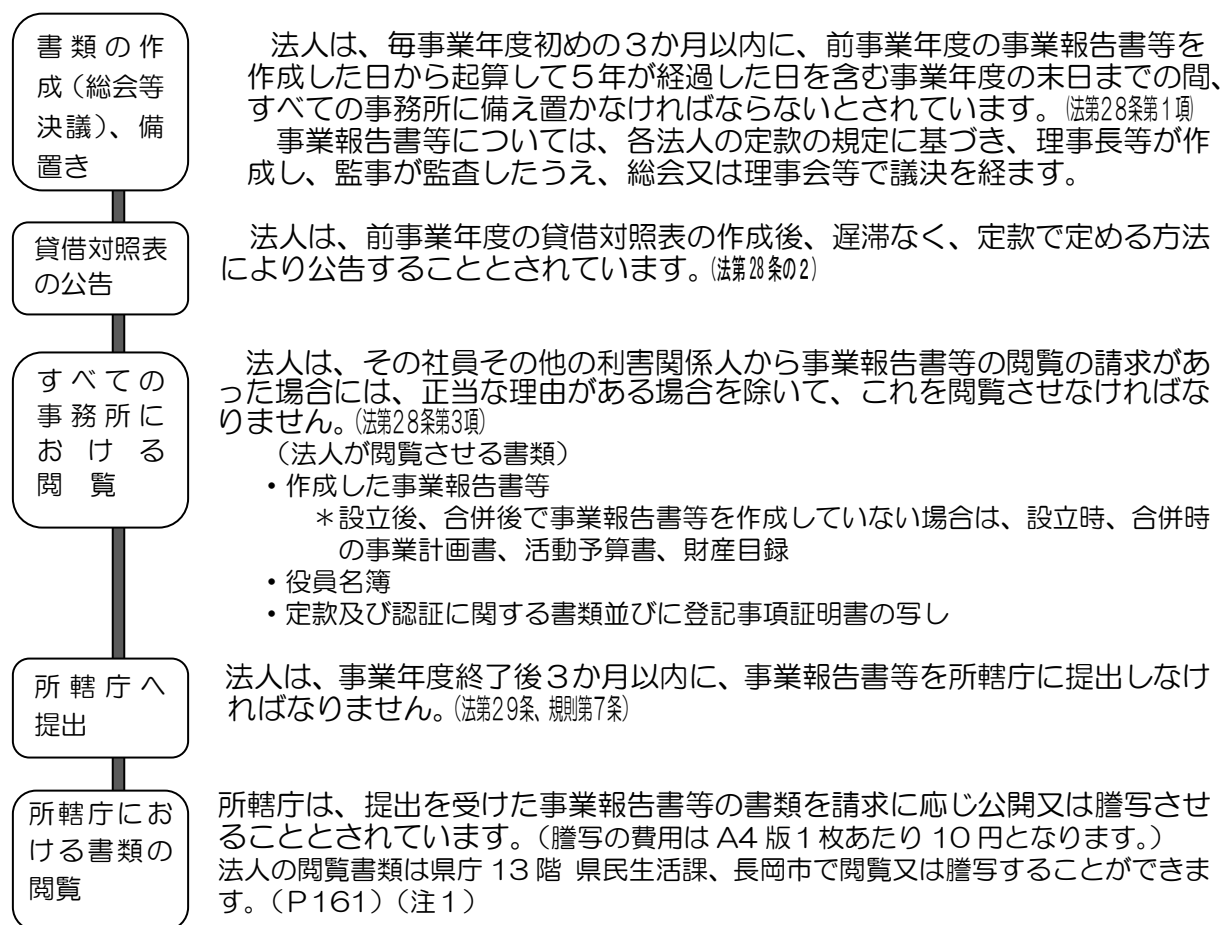 書類の作
成（総会等
決議）、備
置き
法人は、毎事業年度初めの３か月以内に、前事業年度の事業報告書等を
作成した日から起算して５年が経過した日を含む事業年度の末日までの間、
すべての事務所に備え置かなければならないとされています。（法第28条第1項）
事業報告書等については、各法人の定款の規定に基づき、理事長等が作
成し、監事が監査したうえ、総会又は理事会等で議決を経ます。
貸借対照表
の公告
法人は、前事業年度の貸借対照表の作成後、遅滞なく、定款で定める方法
により公告することとされています。（法第28条の2）
すべての
事務所に
おける
閲覧
法人は、その社員その他の利害関係人から事業報告書等の閲覧の請求があ
った場合には、正当な理由がある場合を除いて、これを閲覧させなければな
りません。（法第28条第3項）
（法人が閲覧させる書類）
・作成した事業報告書等
＊設立後、合併後で事業報告書等を作成していない場合は、設立時、合併時
の事業計画書、活動予算書、財産目録
・役員名簿
・定款及び認証に関する書類並びに登記事項証明書の写し
所轄庁へ
提出
法人は、事業年度終了後３か月以内に、事業報告書等を所轄庁に提出しなけ
ればなりません。（法第29条、規則第7条）
所轄庁にお
ける書類の
閲覧
所轄庁は、提出を受けた事業報告書等の書類を請求に応じ公開又は謄写させ
ることとされています。（謄写の費用は A4 版１枚あたり 10 円となります。）
法人の閲覧書類は県庁 13 階 県民生活課、長岡市で閲覧又は謄写することができま
す。（Ｐ161）（注１）